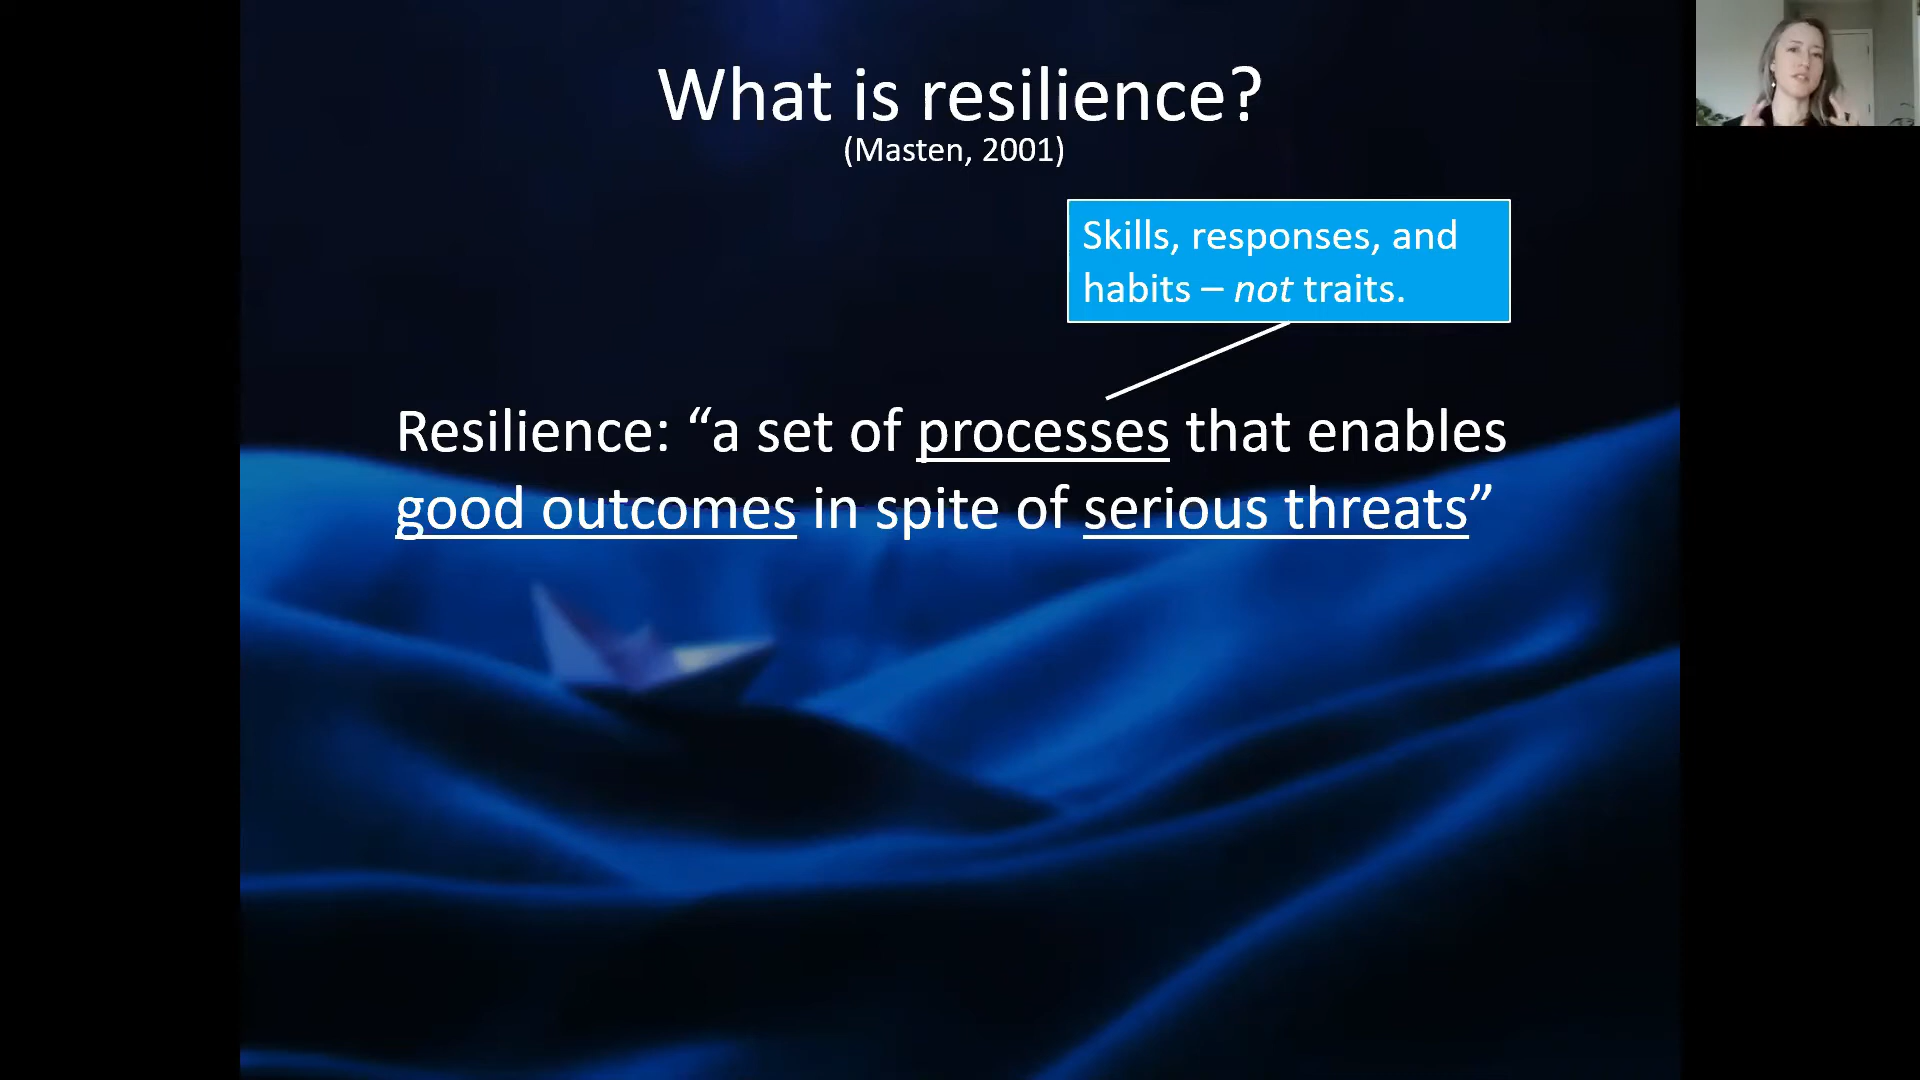 What is resilience?
(Masten, 2001)
Skills, responses, and
habits – not traits.
Resilience: “a set of processes that enables
good outcomes in spite of serious threats”